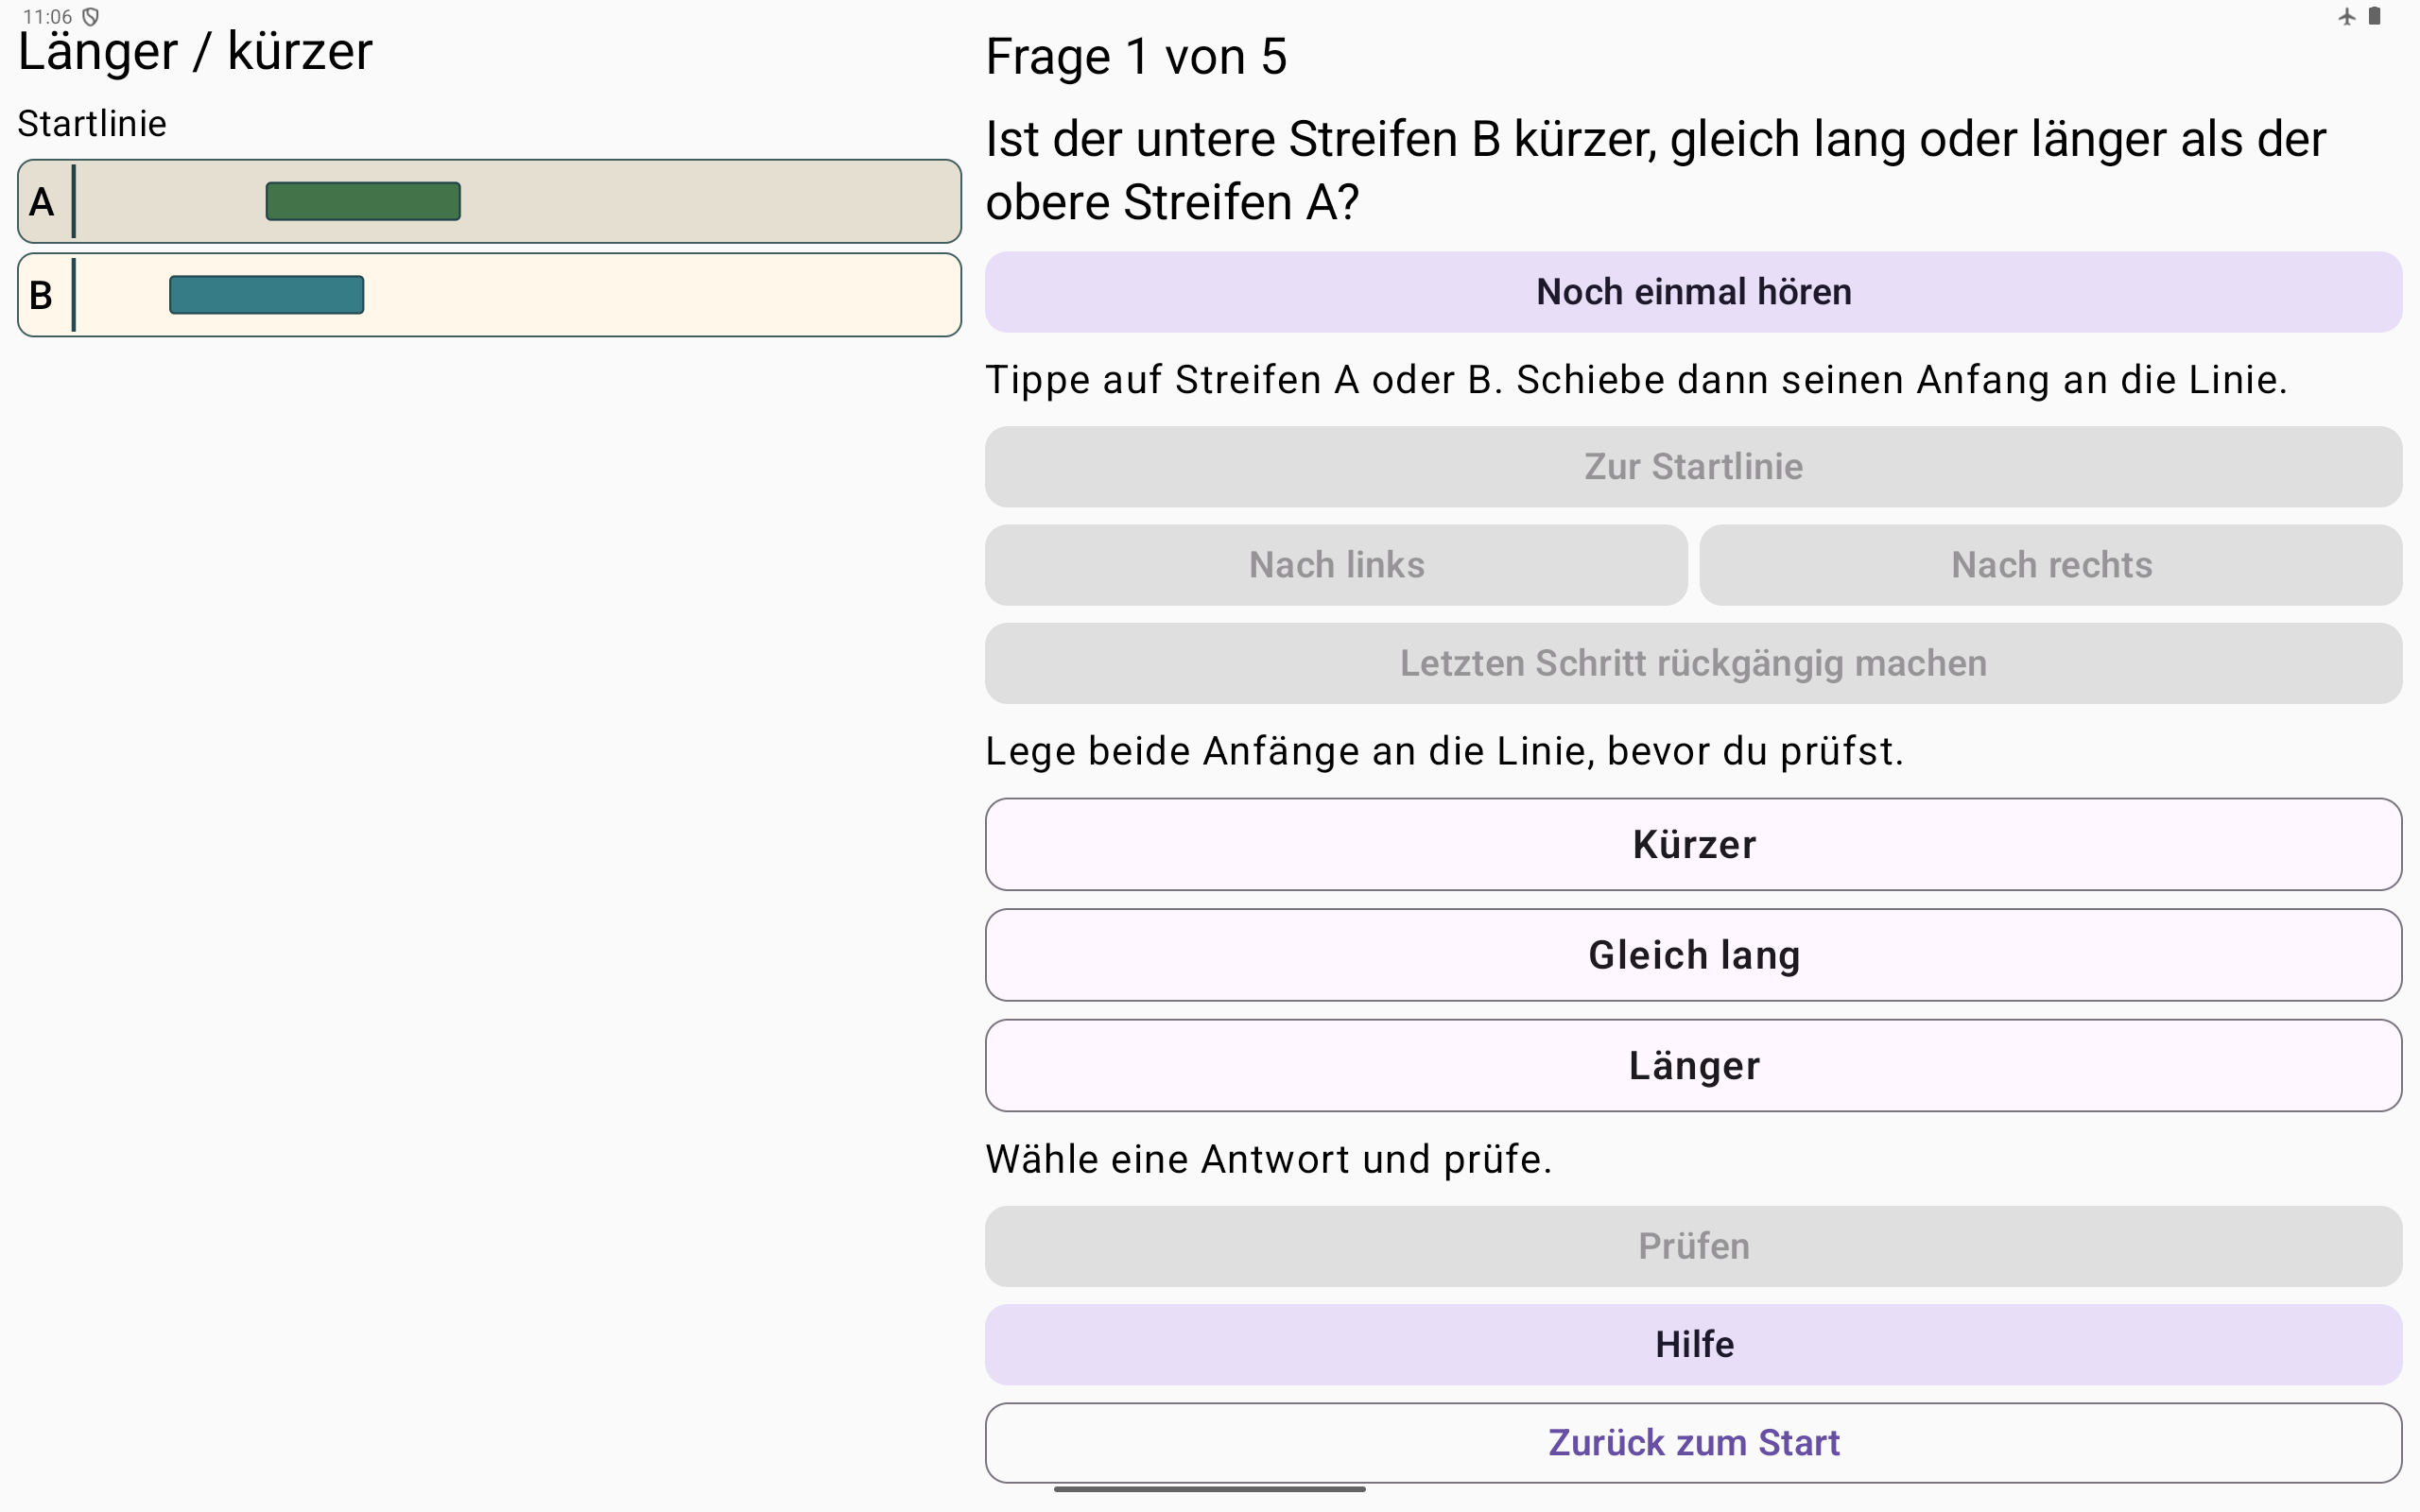 11:06
Länger / kürzer
Startlinie
A
B
Frage 1 von 5
Ist der untere Streifen B kürzer, gleich lang oder länger als der
obere Streifen A?
Noch einmal hören
Tippe auf Streifen A oder B. Schiebe dann seinen Anfang an die Linie.
Zur Startlinie
Nach links
Nach rechts
Letzten Schritt rückgängig machen
Lege beide Anfänge an die Linie, bevor du prüfst.
Kürzer
Gleich lang
Länger
Wähle eine Antwort und prüfe.
Prüfen
Hilfe
Zurück zum Start